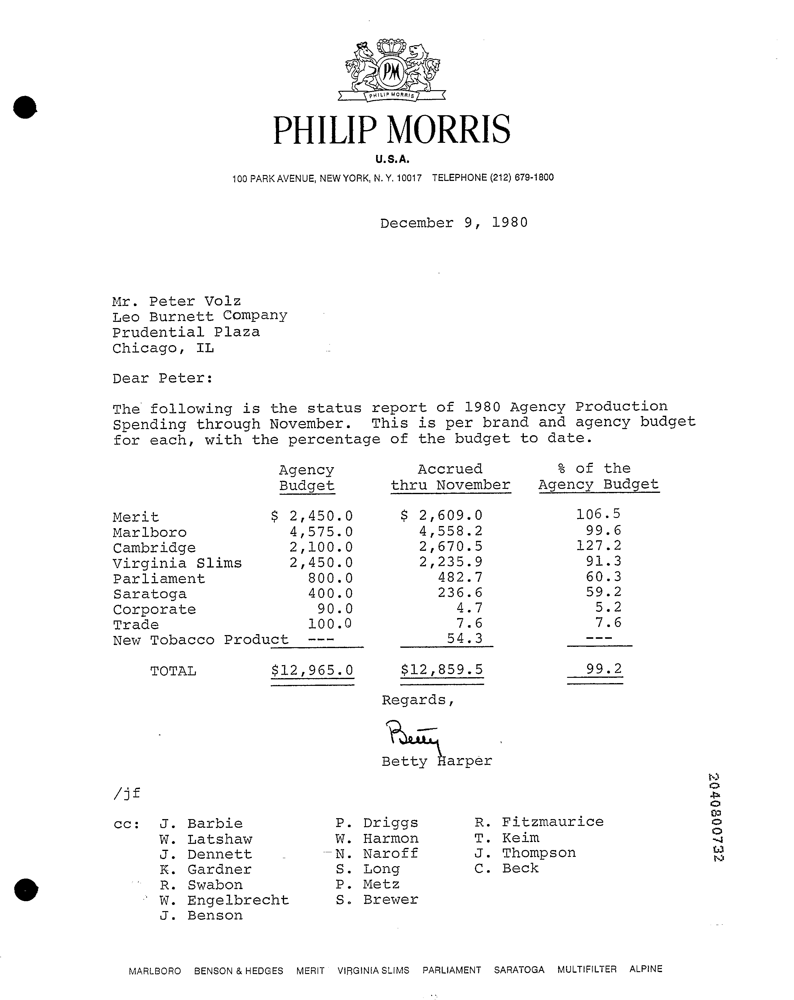 PM
PHILIP MORRIS
PHILIP MORRIS
U.S.A.
100 PARK AVENUE, NEW YORK, N. Y. 10017 TELEPHONE (212) 679-1800
December 9, 1980
Mr. Peter Volz
Leo Burnett Company
Prudential Plaza
Chicago, IL
Dear Peter:
The following is the status report of 1980 Agency Production
Spending through November. This is per brand and agency budget
for each, with the percentage of the budget to date.
Agency Accrued % of the
Budget thru November Agency Budget
Merit $ 2,450.0 $ 2,609.0 106.5
Marlboro 4,575.0 4,558.2 99.6
Cambridge 2,100.0 2,670.5 127.2
Virginia Slims 2,450.0 2,235.9 91.3
Parliament 800.0 482.7 60.3
Saratoga 400.0 236.6 59.2
Corporate 90.0 4.7 5.2
Trade 100.0 7.6 7.6
New Tobacco Product --- 54.3 ---
TOTAL $12,965.0 $12,859.5 99.2
Regards,
Betty
Betty Harper
/jf
cc: J. Barbie P. Driggs R. Fitzmaurice
W. Latshaw W. Harmon T. Keim
J. Dennett N. Naroff J. Thompson
K. Gardner S. Long C. Beck
R. Swabon P. Metz
W. Engelbrecht S. Brewer
J. Benson
2040800732
MARLBORO BENSON & HEDGES MERIT VIRGINIA SLIMS PARLIAMENT SARATOGA MULTIFILTER ALPINE